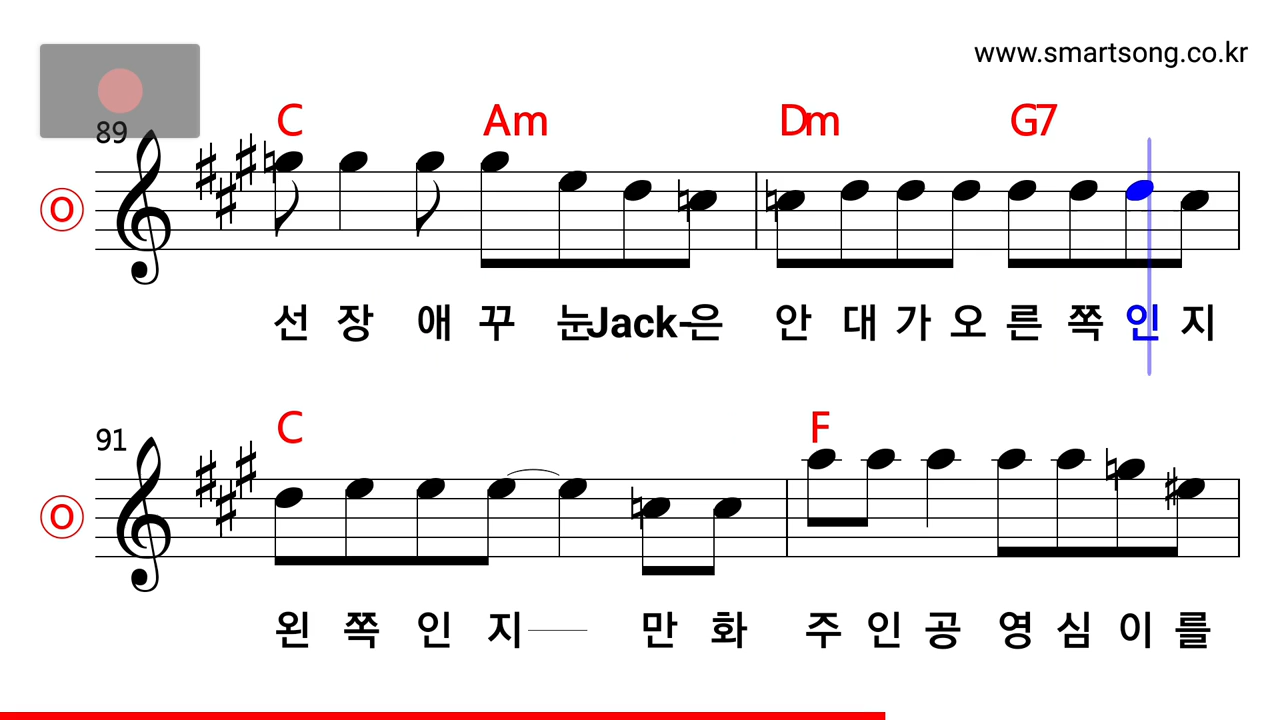 www.smartsong.co.kr
C Am Dm G7
89
O
선 장 애 꾸 눈Jack-은 안 대 가 오 른 쪽 인 지
C F
91
O
왼 쪽 인 지 만 화 주 인 공 영 심 이 를